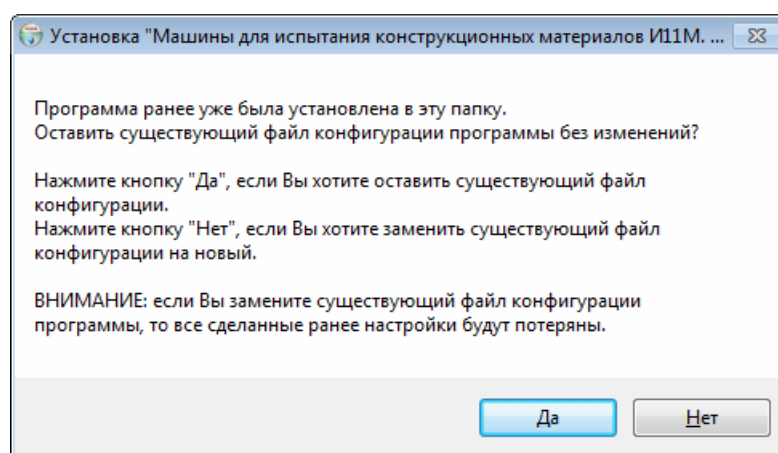 Установка "Машины для испытания конструкционных материалов И11М. ...
Программа ранее уже была установлена в эту папку.
Оставить существующий файл конфигурации программы без изменений?
Нажмите кнопку "Да", если Вы хотите оставить существующий файл
конфигурации.
Нажмите кнопку "Нет", если Вы хотите заменить существующий файл
конфигурации на новый.
ВНИМАНИЕ: если Вы замените существующий файл конфигурации
программы, то все сделанные ранее настройки будут потеряны.
Да
Нет